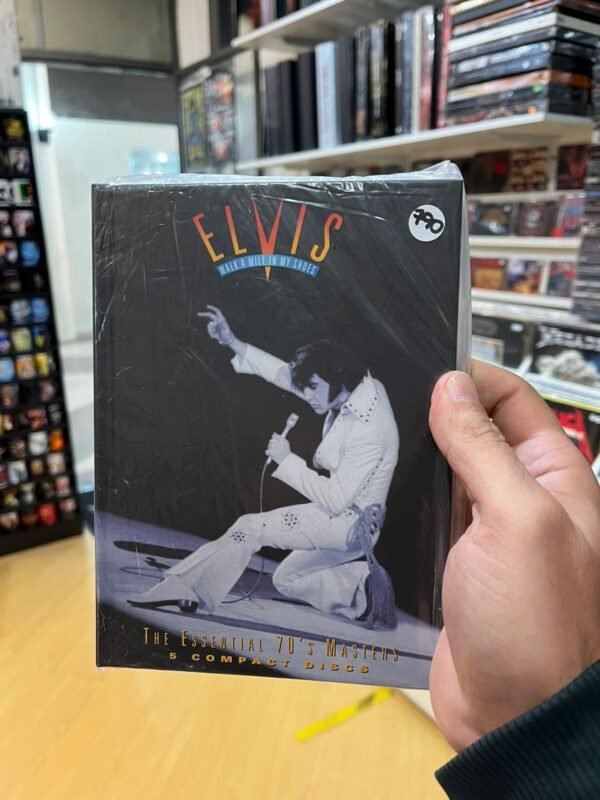 ELVIS
WALK A MILE IN MY SHOES
790
THE ESSENTIAL 70'S MASTERS
5 COMPACT DISCS